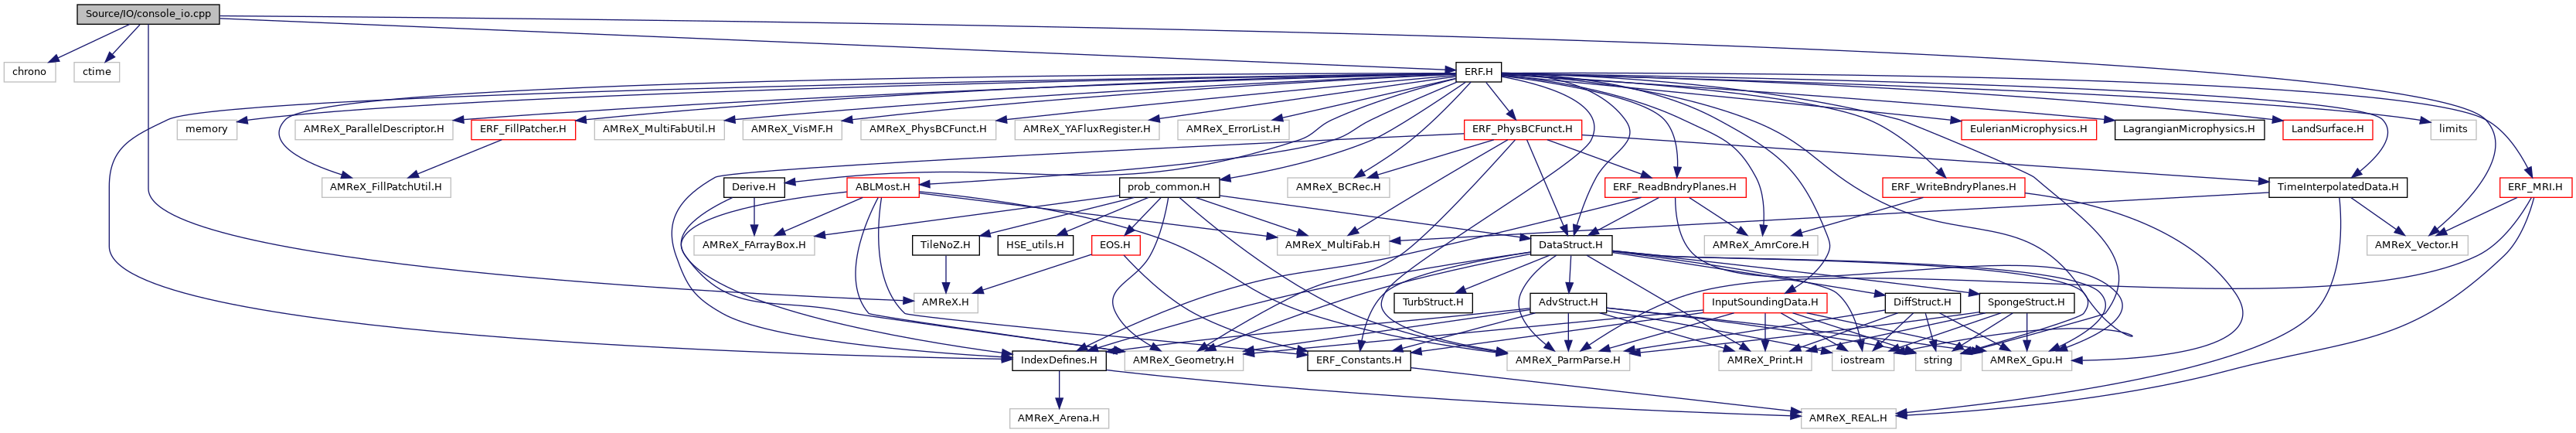 Source/IO/console_io.cpp
chrono
ctime
ERF.H
memory
AMReX_ParallelDescriptor.H
ERF_FillPatcher.H
AMReX_MultiFabUtil.H
AMReX_VisMF.H
AMReX_PhysBCFunct.H
AMReX_YAFluxRegister.H
AMReX_ErrorList.H
ERF_PhysBCFunct.H
EulerianMicrophysics.H
LagrangianMicrophysics.H
LandSurface.H
limits
AMReX_FillPatchUtil.H
Derive.H
ABLMost.H
prob_common.H
AMReX_BCRec.H
ERF_ReadBndryPlanes.H
ERF_WriteBndryPlanes.H
TimeInterpolatedData.H
ERF_MRI.H
AMReX_FArrayBox.H
TileNoZ.H
HSE_utils.H
EOS.H
AMReX_MultiFab.H
DataStruct.H
AMReX_AmrCore.H
AMReX_Vector.H
AMReX.H
TurbStruct.H
AdvStruct.H
InputSoundingData.H
DiffStruct.H
SpongeStruct.H
IndexDefines.H
AMReX_Geometry.H
ERF_Constants.H
AMReX_ParmParse.H
AMReX_Print.H
iostream
string
AMReX_Gpu.H
AMReX_Arena.H
AMReX_REAL.H